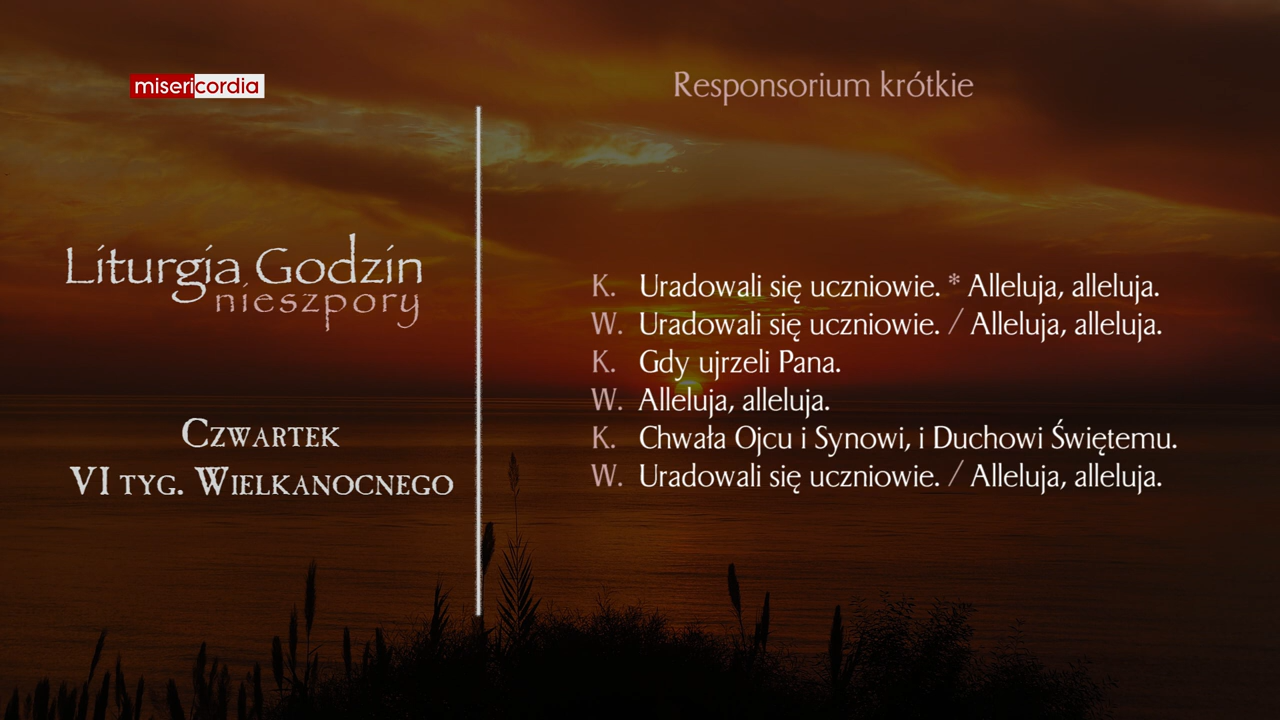 misericordia
Responsorium krótkie
Liturgia Godzin
nieszpory
Czwartek
VI tyg. Wielkanocnego
K. Uradowali się uczniowie. * Alleluja, alleluja.
W. Uradowali się uczniowie. / Alleluja, alleluja.
K. Gdy ujrzeli Pana.
W. Alleluja, alleluja.
K. Chwała Ojcu i Synowi, i Duchowi Świętemu.
W. Uradowali się uczniowie. / Alleluja, alleluja.